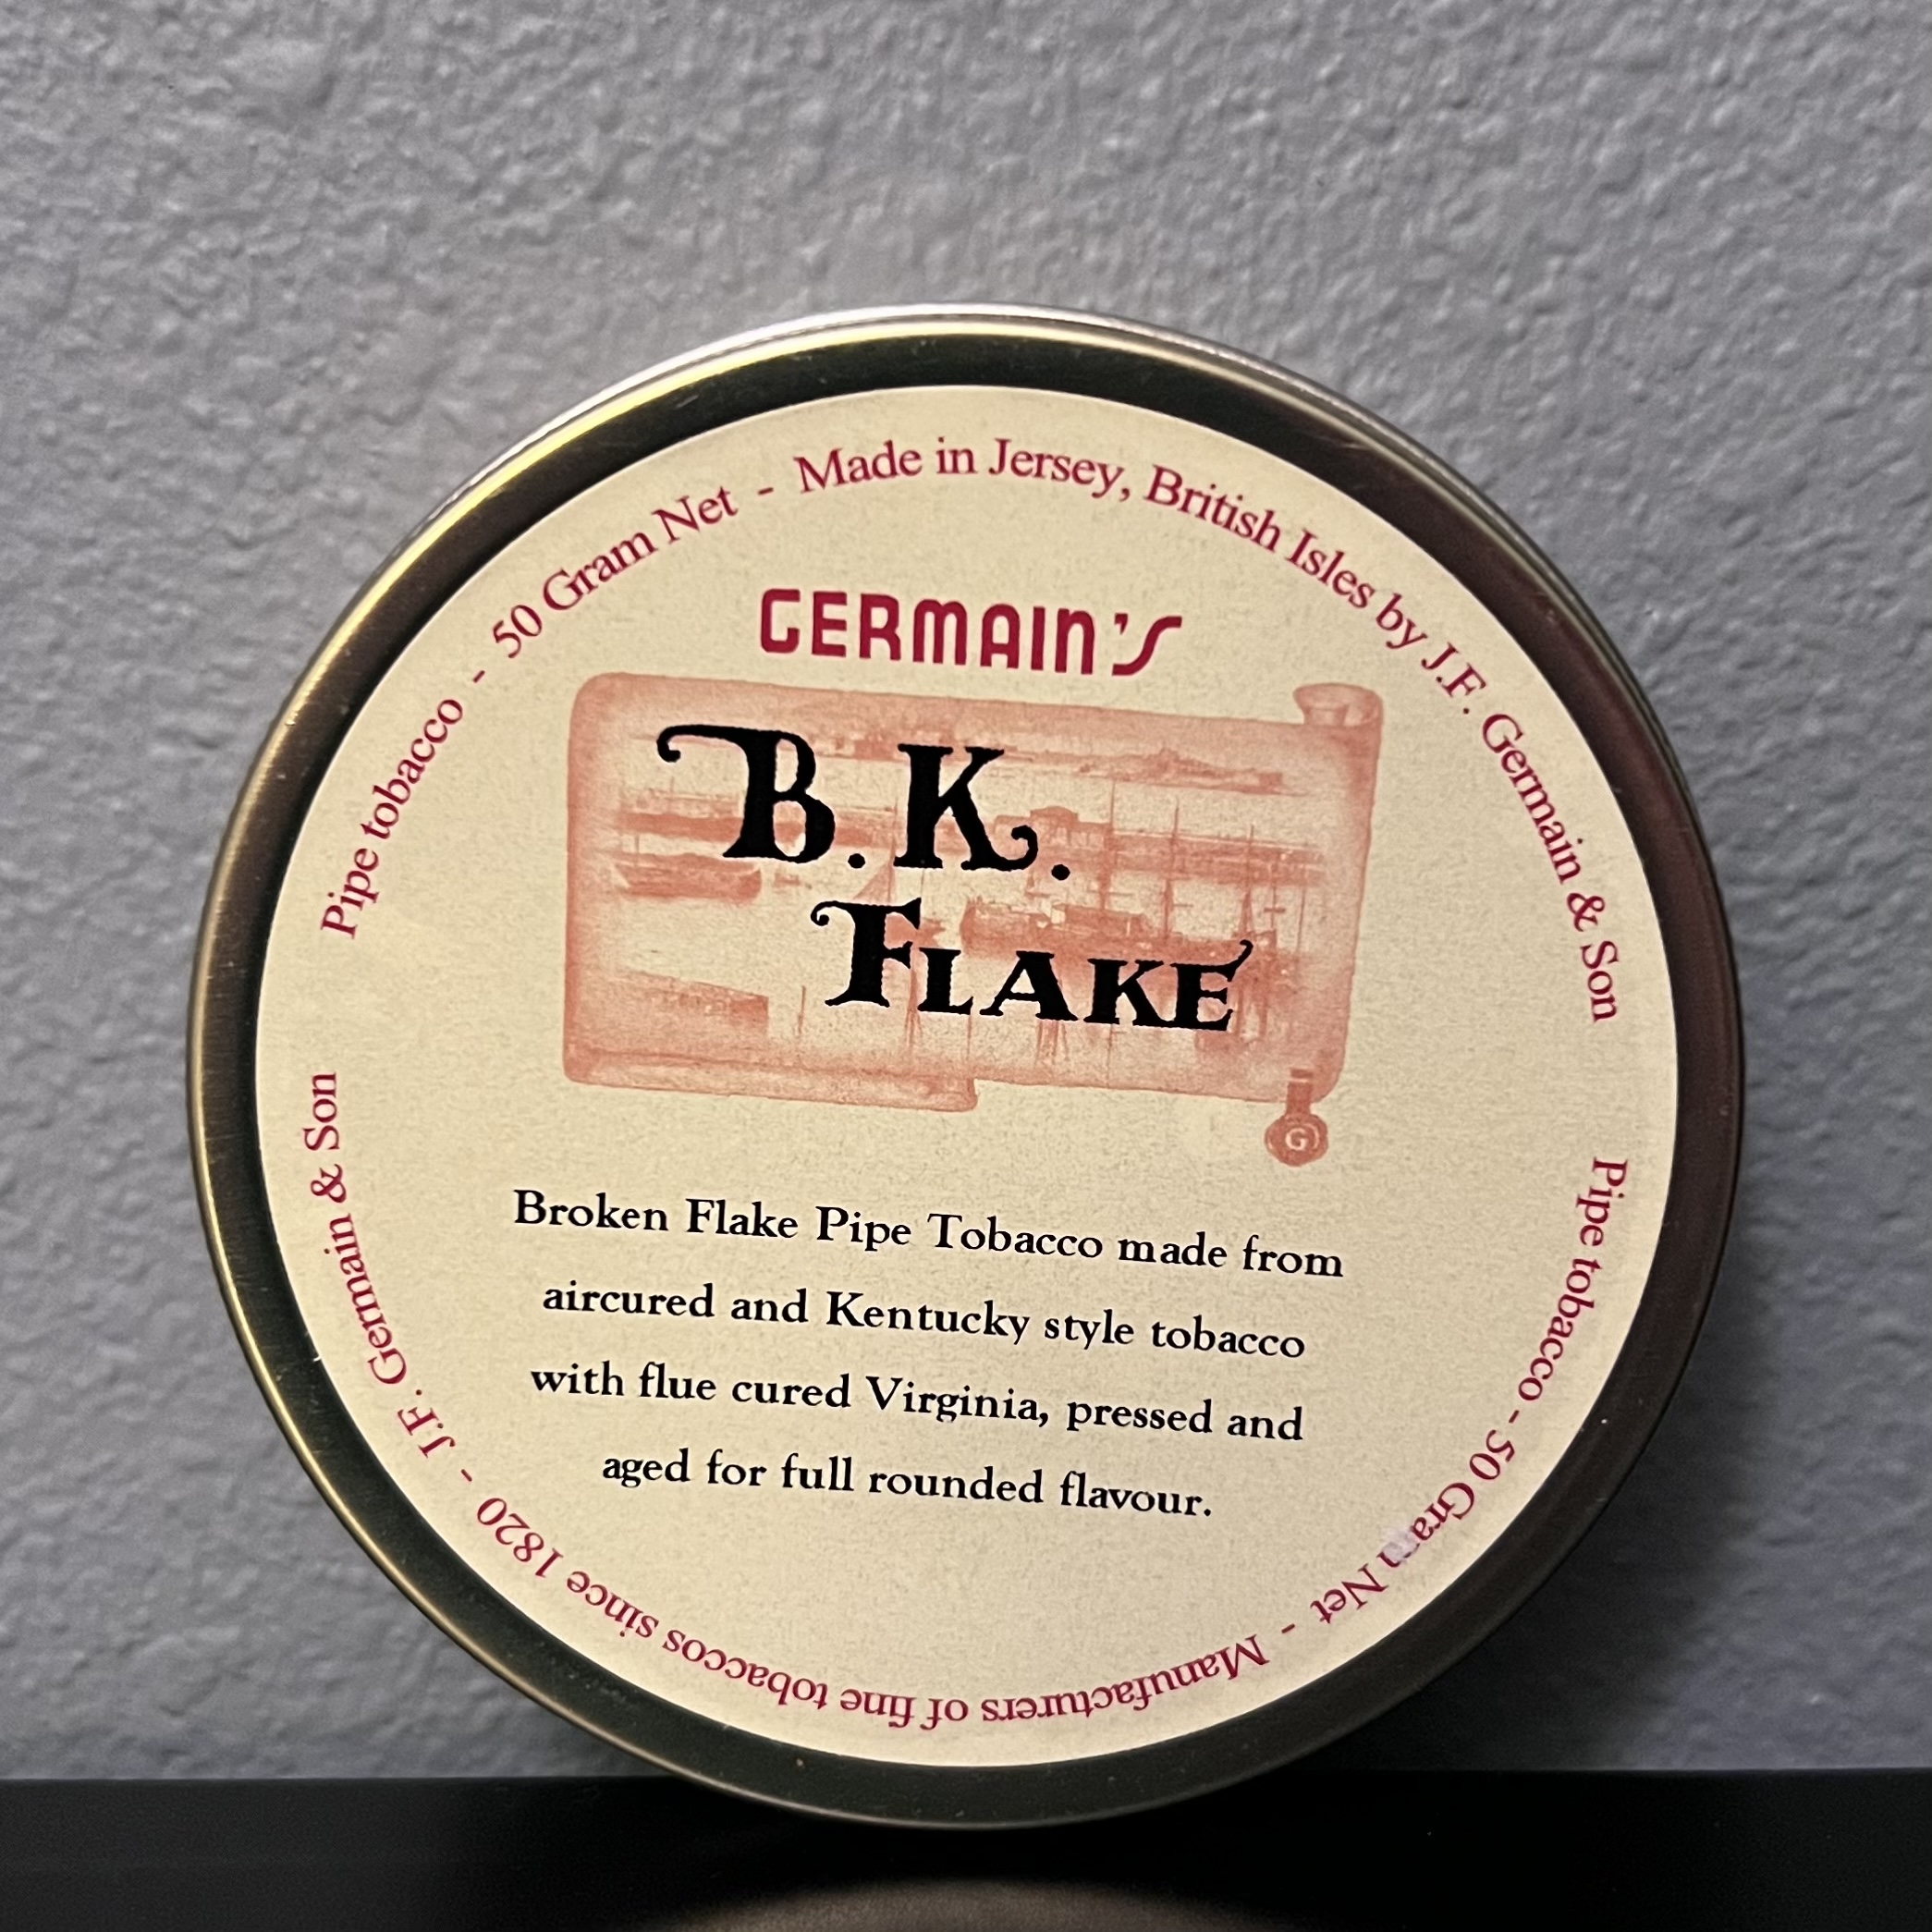 Pipe tobacco - 50 Gram Net - Made in Jersey, British Isles by J.F. Germain & Son
GERMAIN'S
B.K.
FLAKE
G
Broken Flake Pipe Tobacco made from
aircured and Kentucky style tobacco
with flue cured Virginia, pressed and
aged for full rounded flavour.
Pipe tobacco - 50 Gram Net - Manufacturers of fine tobaccos since 1820 - J.F. Germain & Son